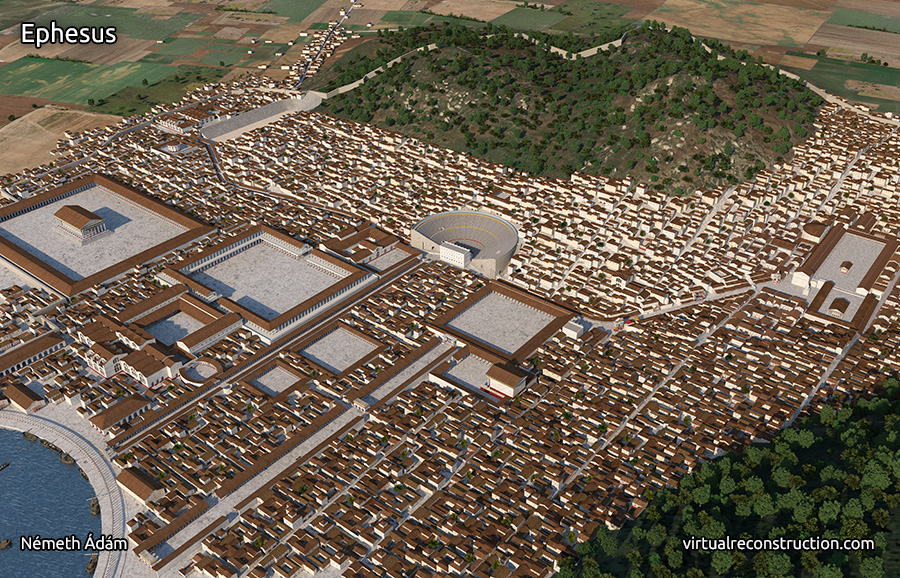 Ephesus
Németh Ádám
virtualreconstruction.com